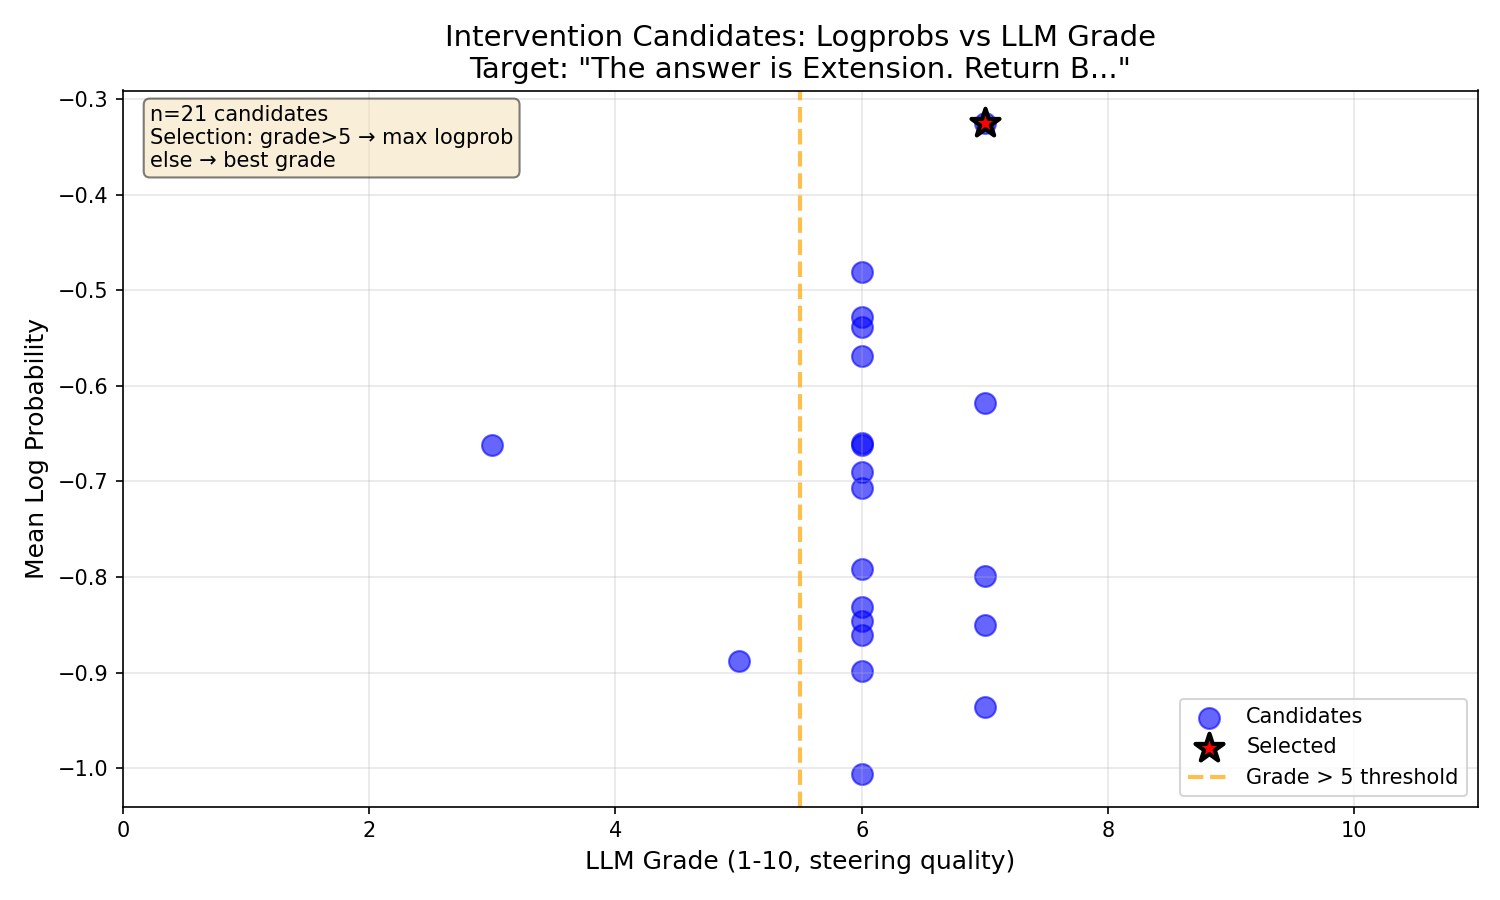 Intervention Candidates: Logprobs vs LLM Grade
Target: "The answer is Extension. Return B..."
n=21 candidates
Selection: grade>5 → max logprob
else → best grade
−0.3
−0.4
−0.5
−0.6
−0.7
−0.8
−0.9
−1.0
Mean Log Probability
Candidates
Selected
Grade > 5 threshold
0
2
4
6
8
10
LLM Grade (1-10, steering quality)